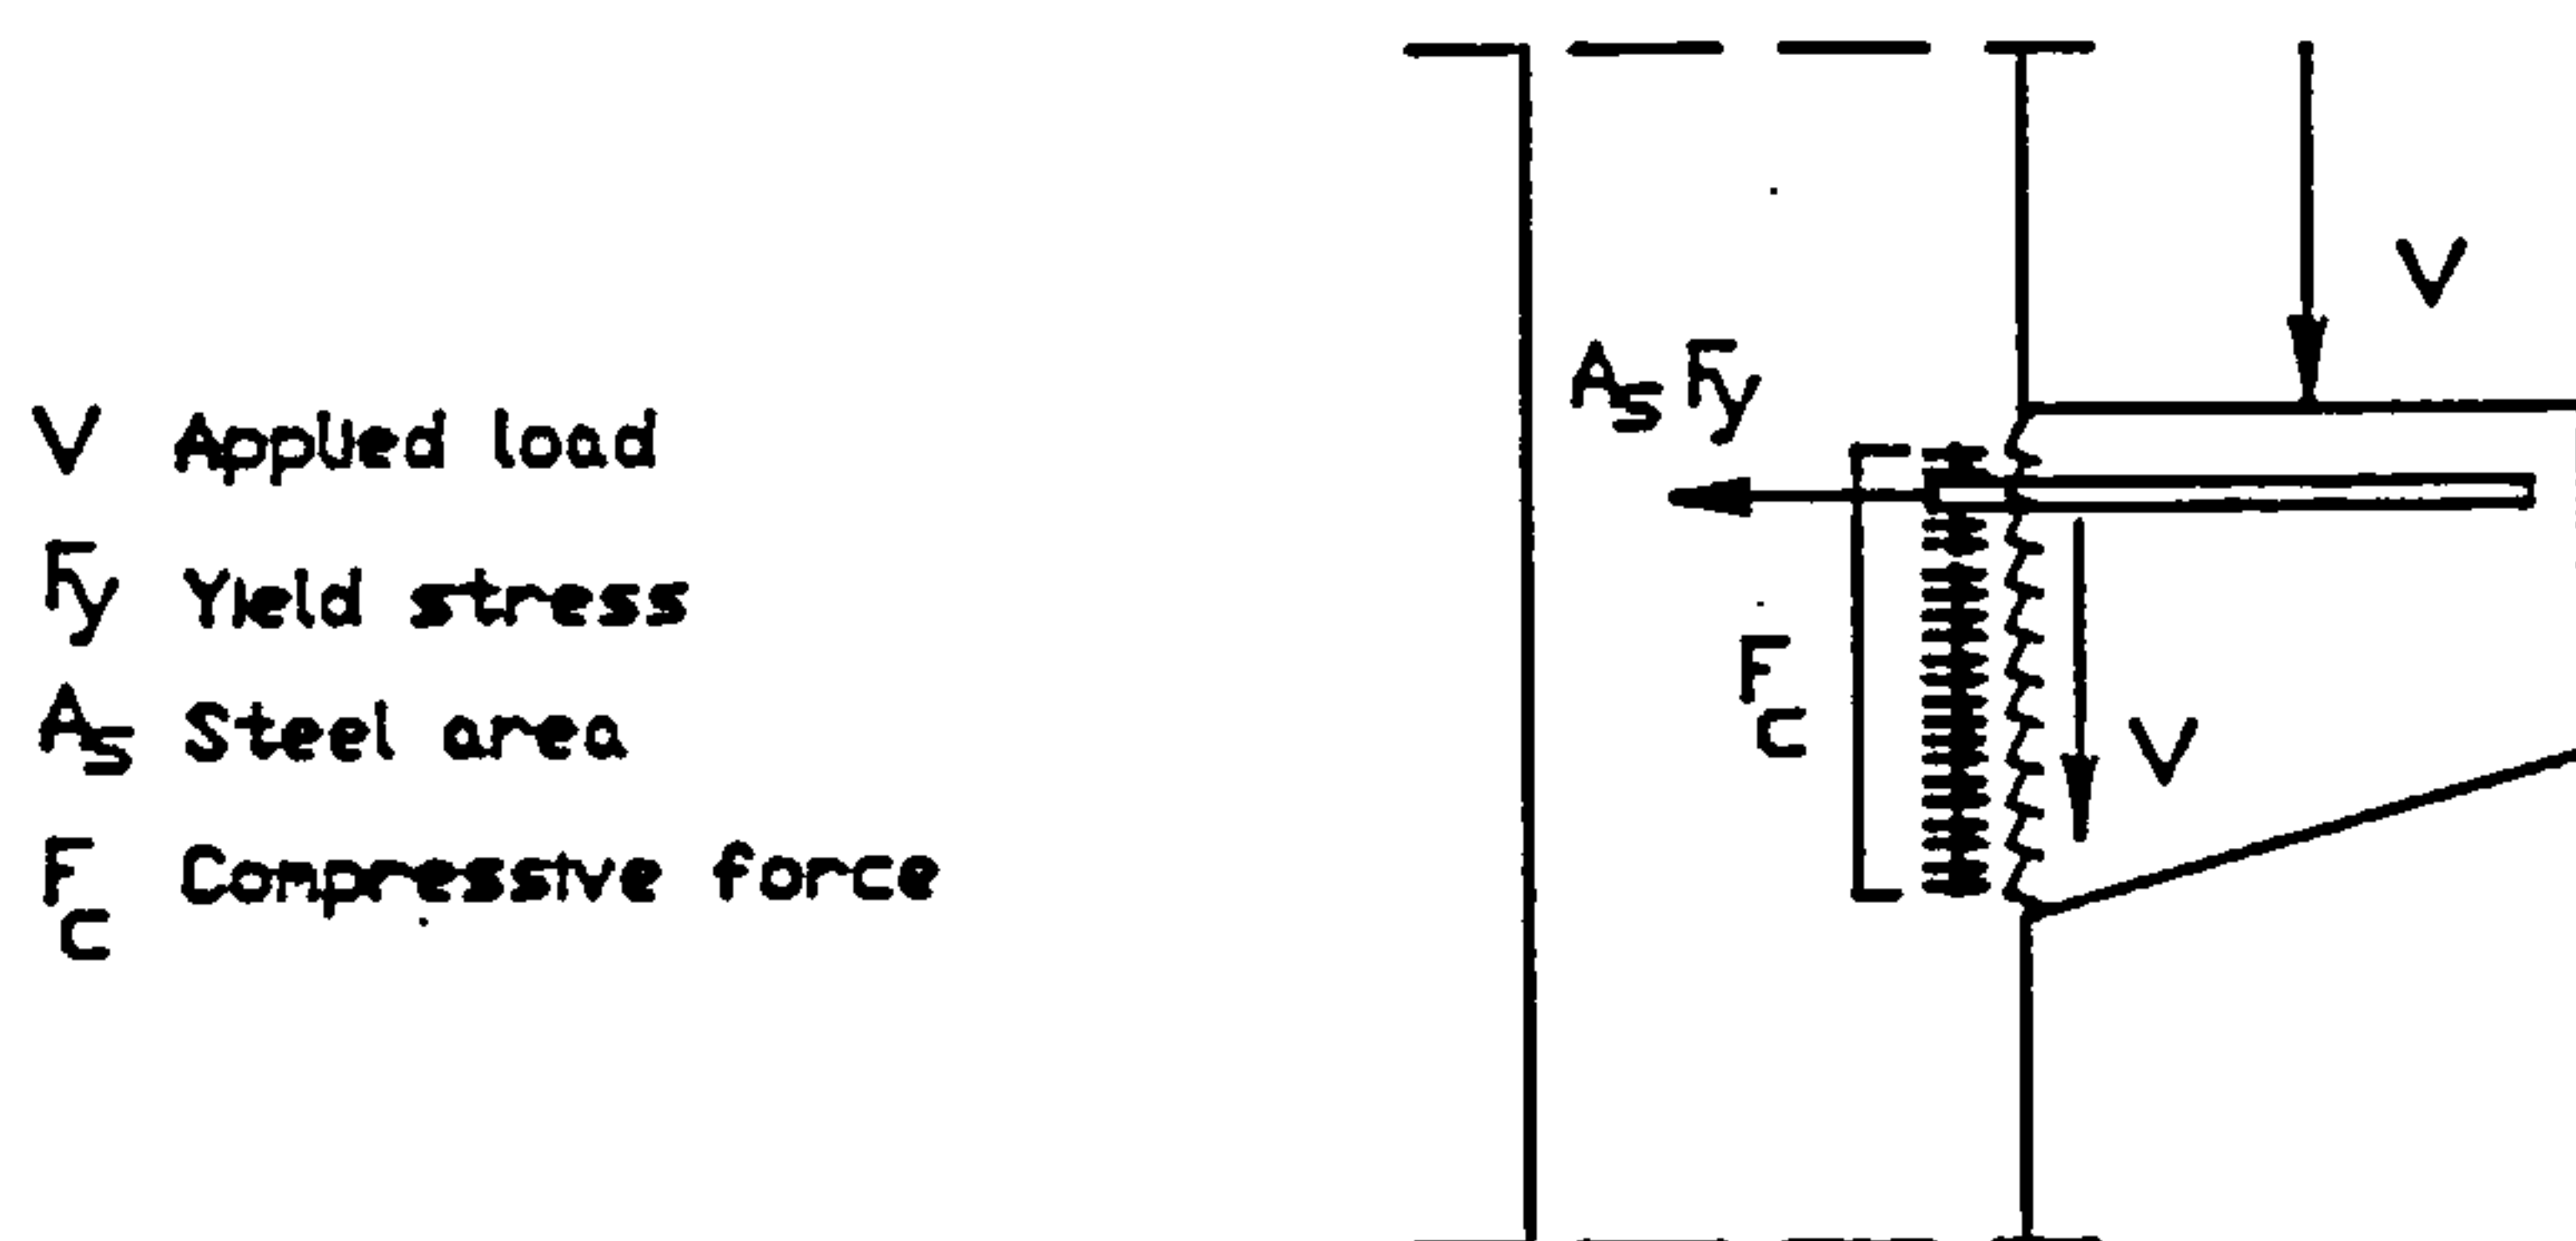 V Applied load
Fy Yield stress
As Steel area
Fc Compressive force
V
As Fy
Fc
V